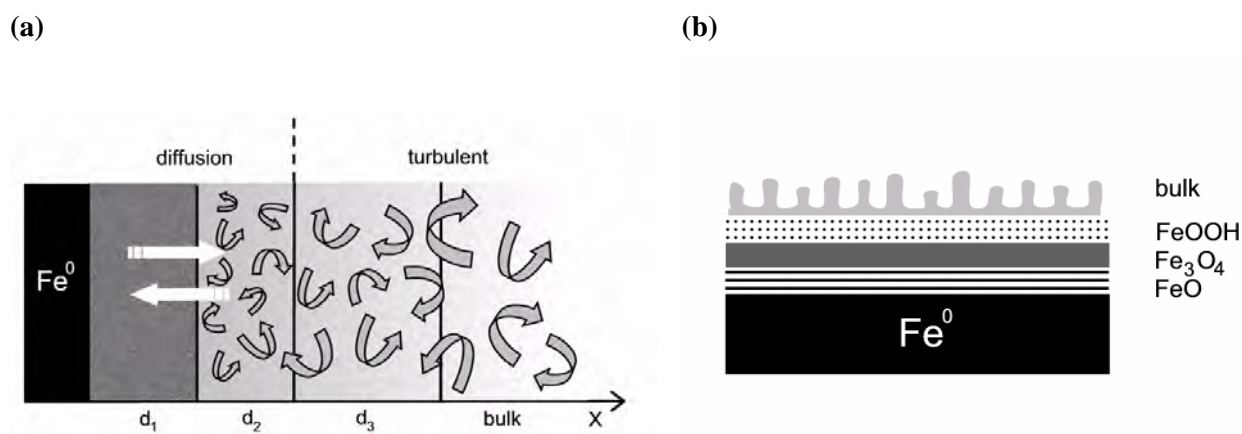 (a)
(b)
diffusion turbulent
Fe⁰
d₁ d₂ d₃ bulk X
bulk
FeOOH
Fe₃O₄
FeO
Fe⁰